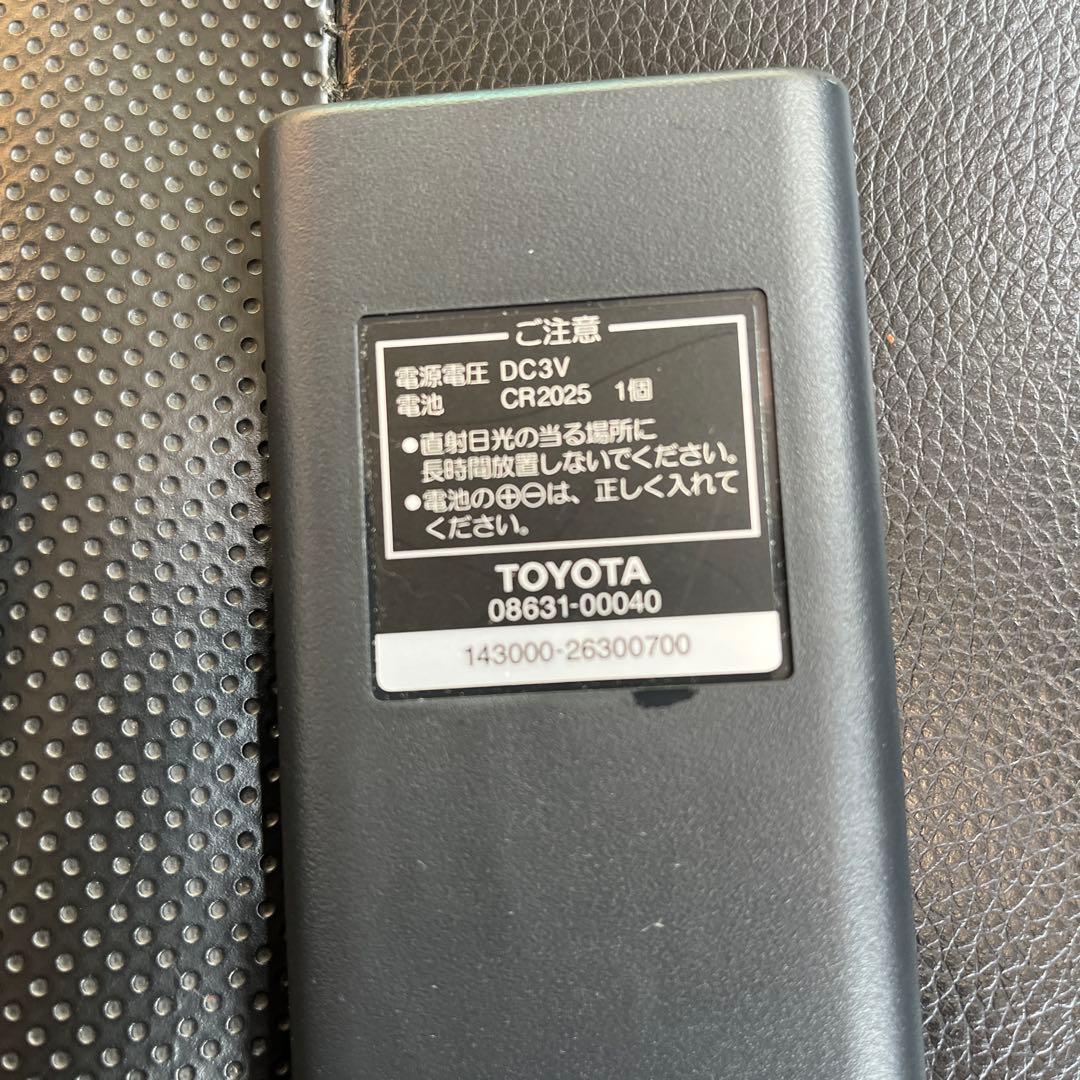 ご注意
電源電圧 DC3V
電池 CR2025 1個
●直射日光の当る場所に
長時間放置しないでください。
●電池の⊕⊖は、正しく入れて
ください。
TOYOTA
08631-00040
143000-26300700